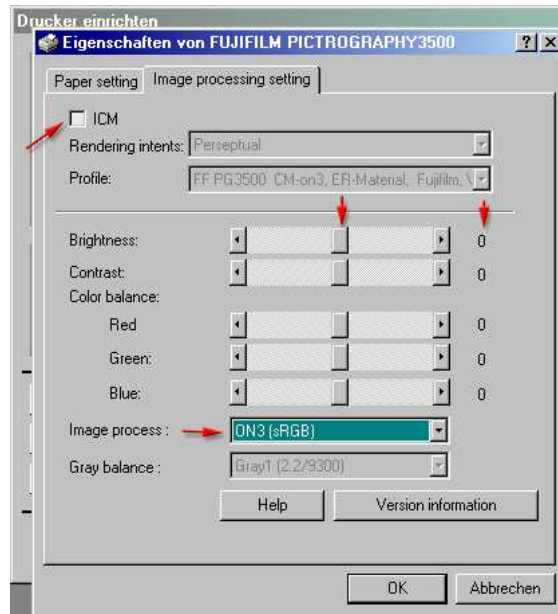 Drucker einrichten
Eigenschaften von FUJIFILM PICTROGRAPHY3500
Paper setting Image processing setting
ICM
Rendering intents: Perseptual
Profile: FF PG3500 CM-on3, ER-Material, Fujifilm,
Brightness: 0
Contrast: 0
Color balance:
Red 0
Green: 0
Blue: 0
Image process : ON3 (sRGB)
Gray balance : Gray1 (2.2/9300)
Help Version information
OK Abbrechen